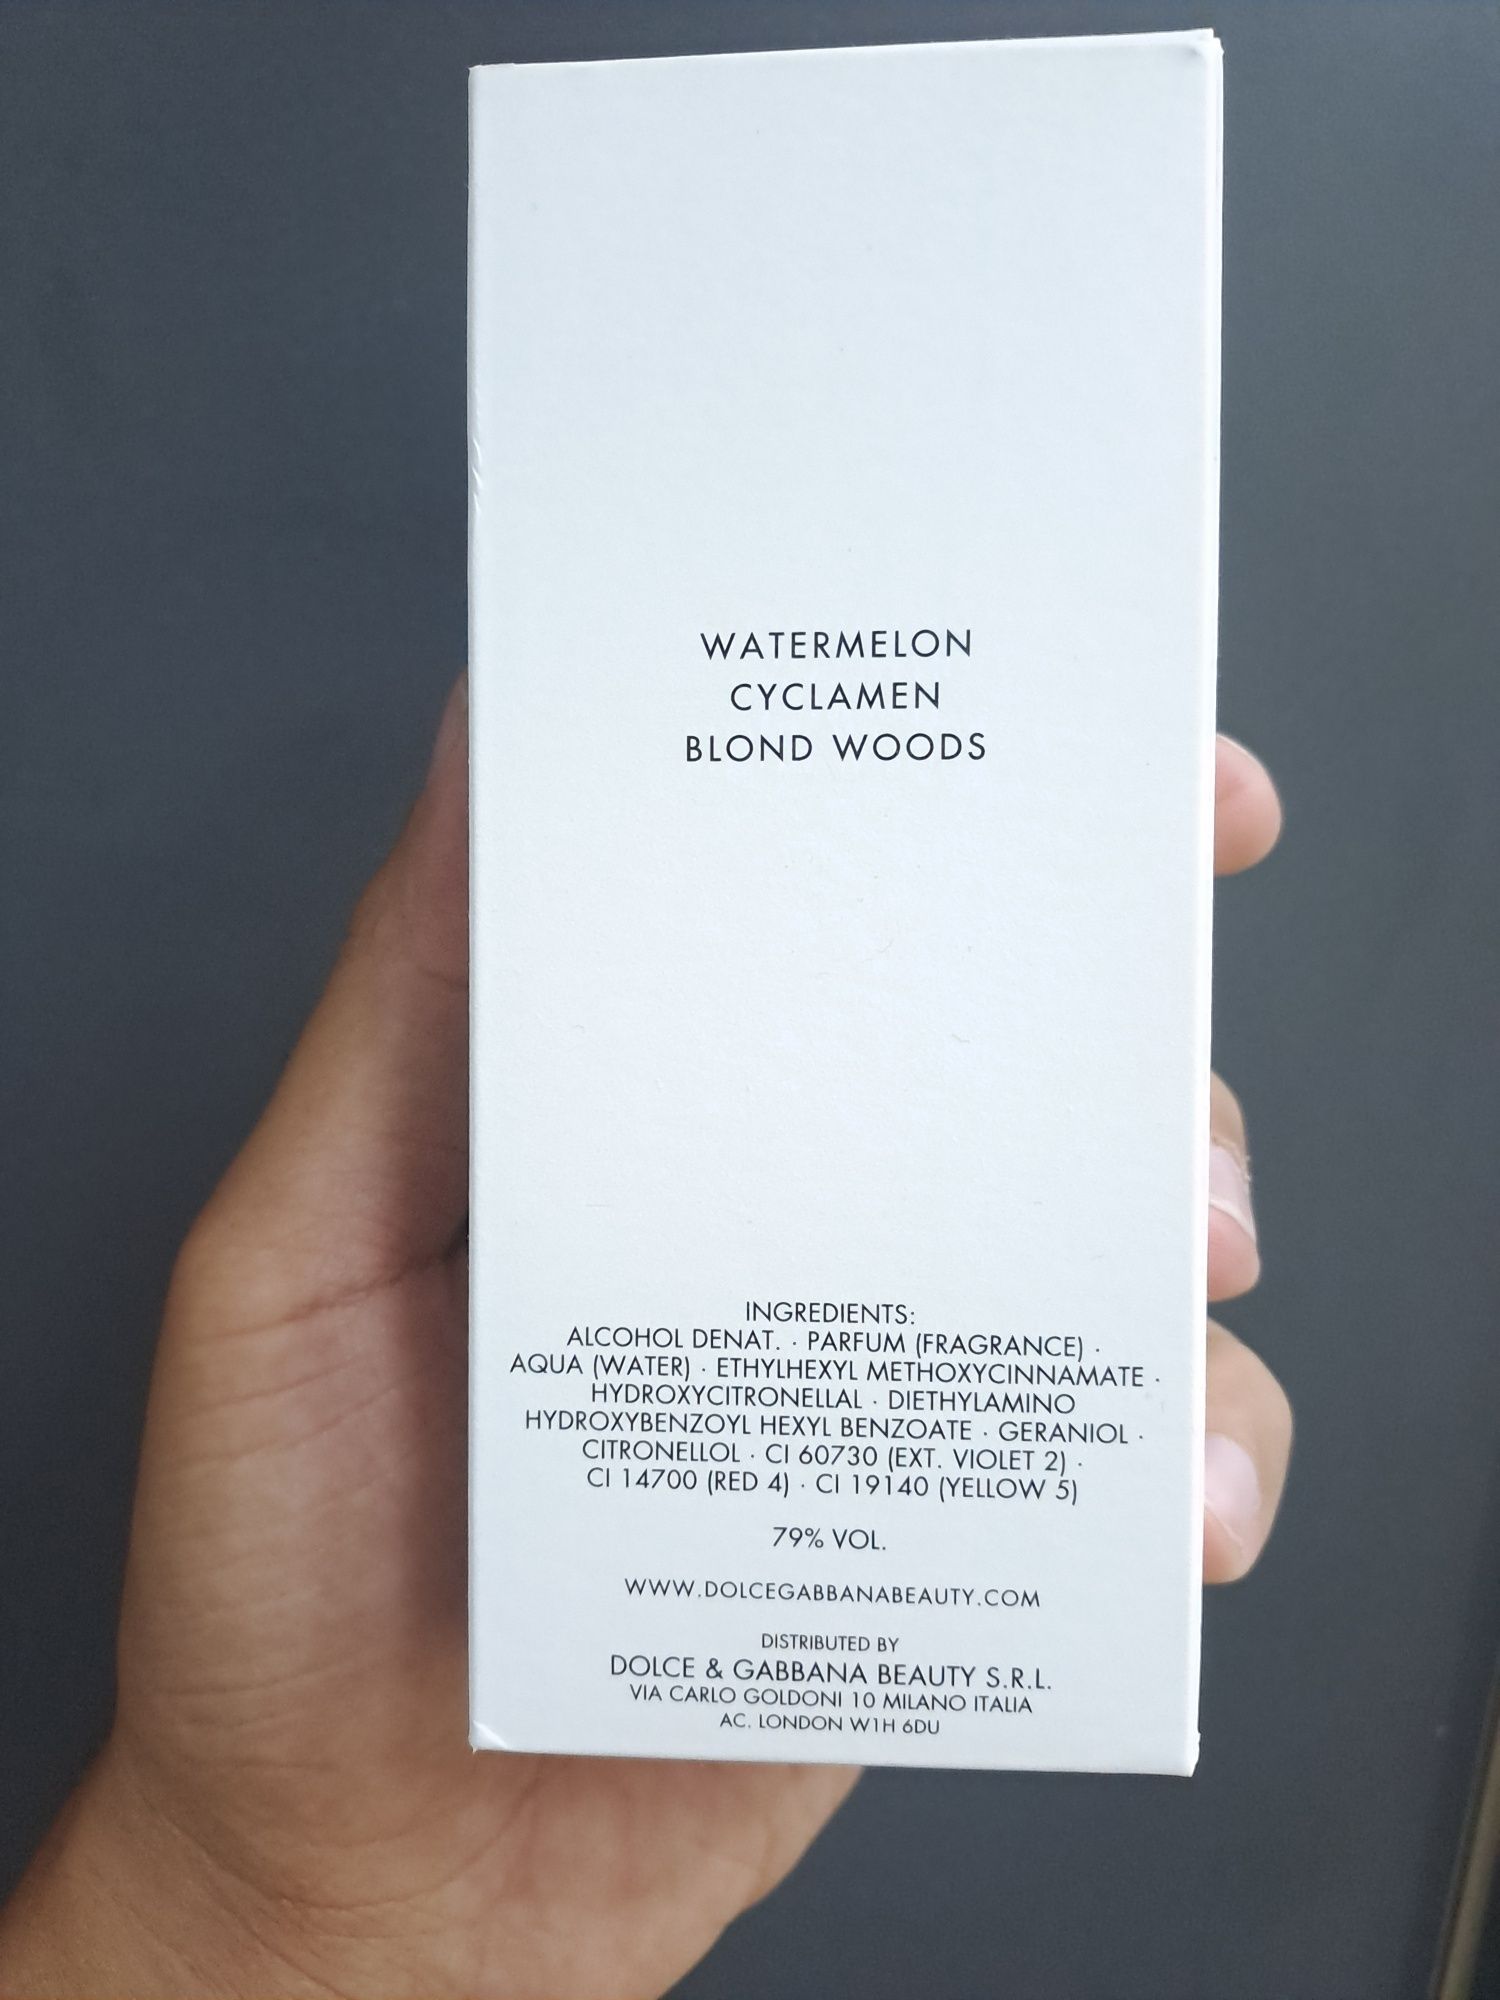 WATERMELON
CYCLAMEN
BLOND WOODS
INGREDIENTS:
ALCOHOL DENAT. · PARFUM (FRAGRANCE) ·
AQUA (WATER) · ETHYLHEXYL METHOXYCINNAMATE ·
HYDROXYCITRONELLAL · DIETHYLAMINO
HYDROXYBENZOYL HEXYL BENZOATE · GERANIOL ·
CITRONELLOL · CI 60730 (EXT. VIOLET 2) ·
CI 14700 (RED 4) · CI 19140 (YELLOW 5)
79% VOL.
WWW.DOLCEGABBANABEAUTY.COM
DISTRIBUTED BY
DOLCE & GABBANA BEAUTY S.R.L.
VIA CARLO GOLDONI 10 MILANO ITALIA
AC. LONDON W1H 6DU